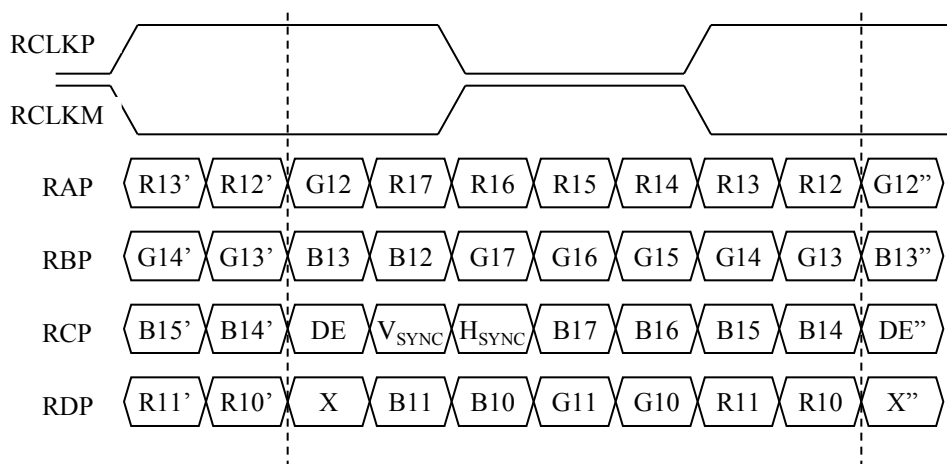 RCLKP
RCLKM
RAP R13’ R12’ G12 R17 R16 R15 R14 R13 R12 G12”
RBP G14’ G13’ B13 B12 G17 G16 G15 G14 G13 B13”
RCP B15’ B14’ DE VSYNC HSYNC B17 B16 B15 B14 DE”
RDP R11’ R10’ X B11 B10 G11 G10 R11 R10 X”